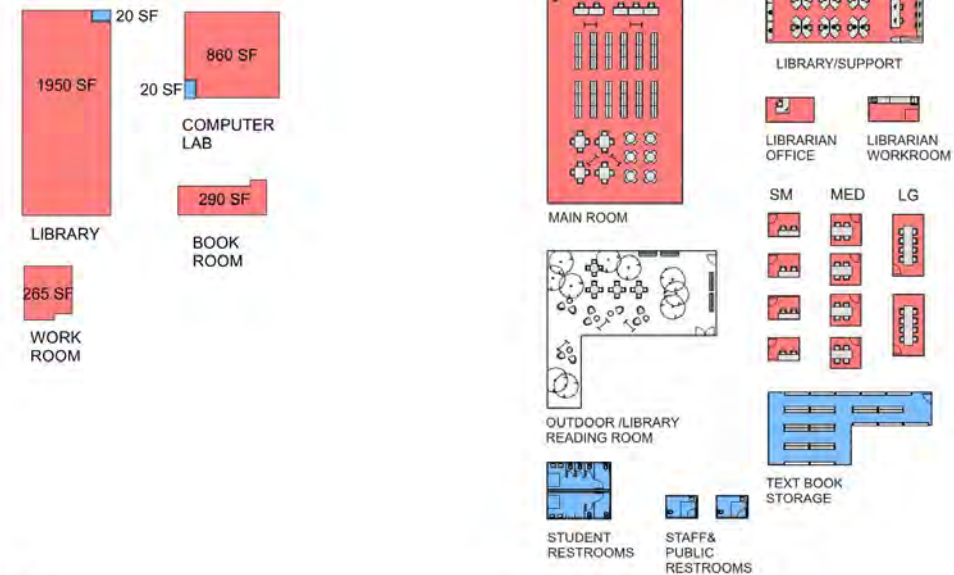 20 SF
1950 SF
860 SF
20 SF
COMPUTER
LAB
290 SF
LIBRARY
BOOK
ROOM
265 SF
WORK
ROOM
MAIN ROOM
LIBRARY/SUPPORT
LIBRARIAN
OFFICE
LIBRARIAN
WORKROOM
SM
MED
LG
OUTDOOR /LIBRARY
READING ROOM
TEXT BOOK
STORAGE
STUDENT
RESTROOMS
STAFF&
PUBLIC
RESTROOMS